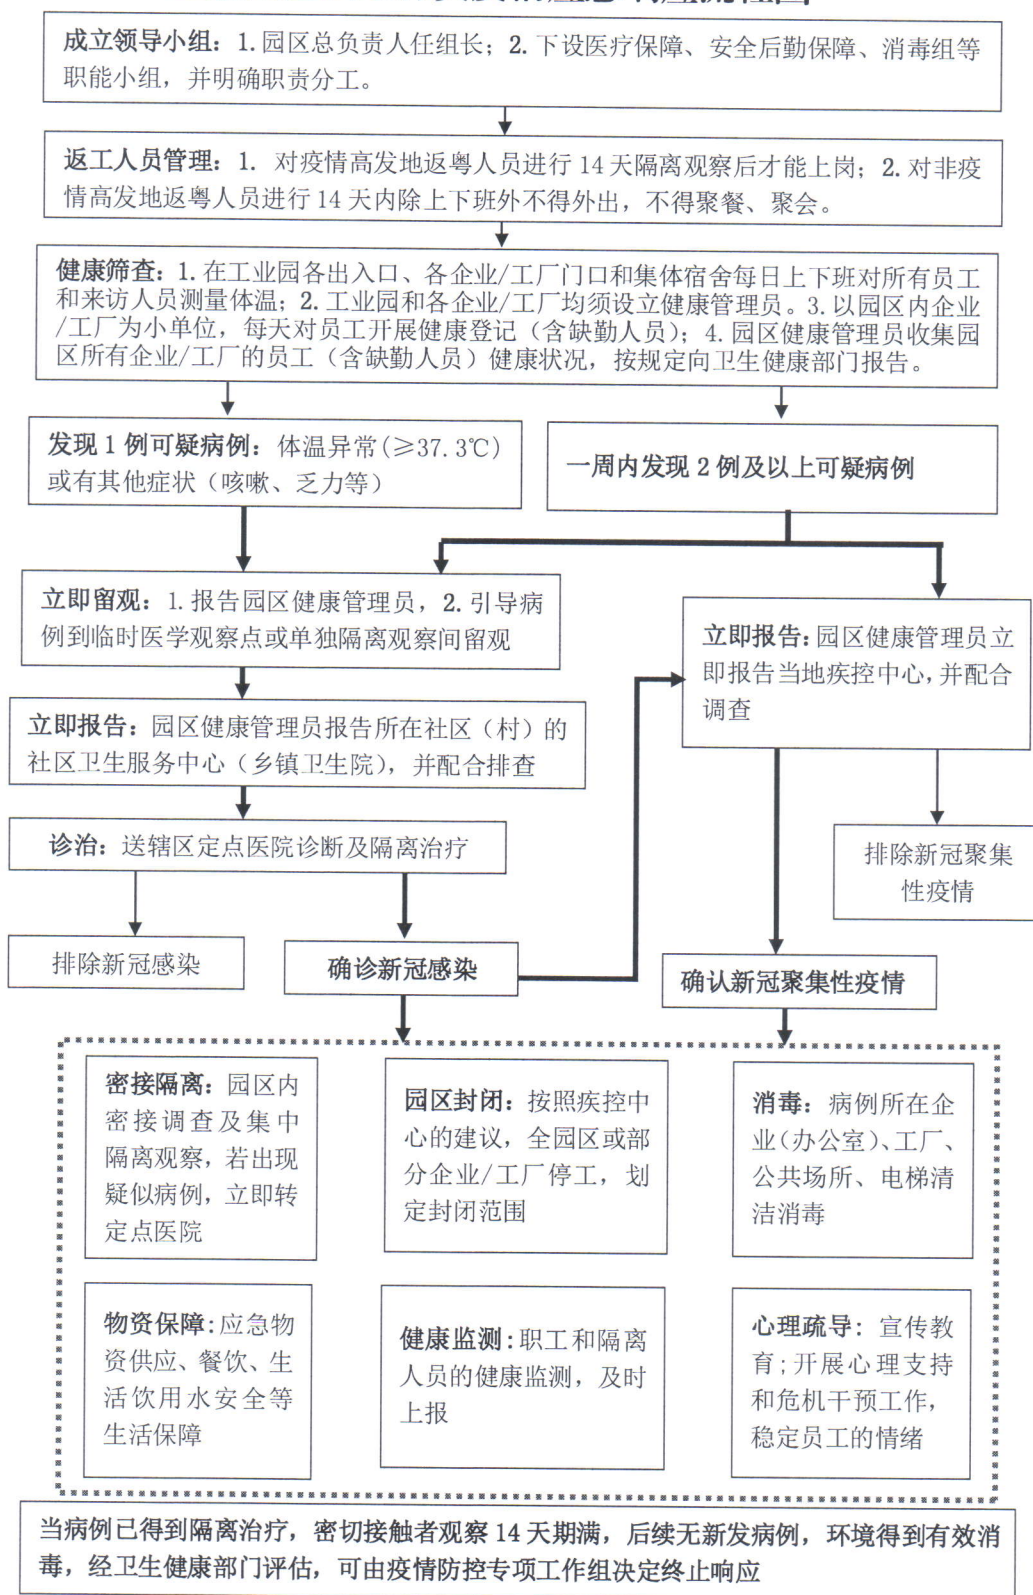 成立领导小组：1.园区总负责人任组长；2.下设医疗保障、安全后勤保障、消毒组等
职能小组，并明确职责分工。
返工人员管理：1. 对疫情高发地返粤人员进行 14 天隔离观察后才能上岗；2.对非疫
情高发地返粤人员进行 14 天内除上下班外不得外出，不得聚餐、聚会。
健康筛查：1.在工业园各出入口、各企业/工厂门口和集体宿舍每日上下班对所有员工
和来访人员测量体温；2.工业园和各企业/工厂均须设立健康管理员。3.以园区内企业
/工厂为小单位，每天对员工开展健康登记（含缺勤人员）；4.园区健康管理员收集园
区所有企业/工厂的员工（含缺勤人员）健康状况，按规定向卫生健康部门报告。
发现 1 例可疑病例：体温异常(≥37.3℃)
或有其他症状（咳嗽、乏力等）
一周内发现 2 例及以上可疑病例
立即留观：1.报告园区健康管理员，2.引导病
例到临时医学观察点或单独隔离观察间留观
立即报告：园区健康管理员立
即报告当地疾控中心，并配合
调查
立即报告：园区健康管理员报告所在社区（村）的
社区卫生服务中心（乡镇卫生院），并配合排查
诊治：送辖区定点医院诊断及隔离治疗
排除新冠聚集
性疫情
排除新冠感染
确诊新冠感染
确认新冠聚集性疫情
密接隔离：园区内
密接调查及集中
隔离观察，若出现
疑似病例，立即转
定点医院
园区封闭：按照疾控中
心的建议，全园区或部
分企业/工厂停工，划
定封闭范围
消毒：病例所在企
业（办公室）、工厂、
公共场所、电梯清
洁消毒
物资保障：应急物
资供应、餐饮、生
活饮用水安全等
生活保障
健康监测：职工和隔离
人员的健康监测，及时
上报
心理疏导：宣传教
育；开展心理支持
和危机干预工作，
稳定员工的情绪
当病例已得到隔离治疗，密切接触者观察 14 天期满，后续无新发病例，环境得到有效消
毒，经卫生健康部门评估，可由疫情防控专项工作组决定终止响应